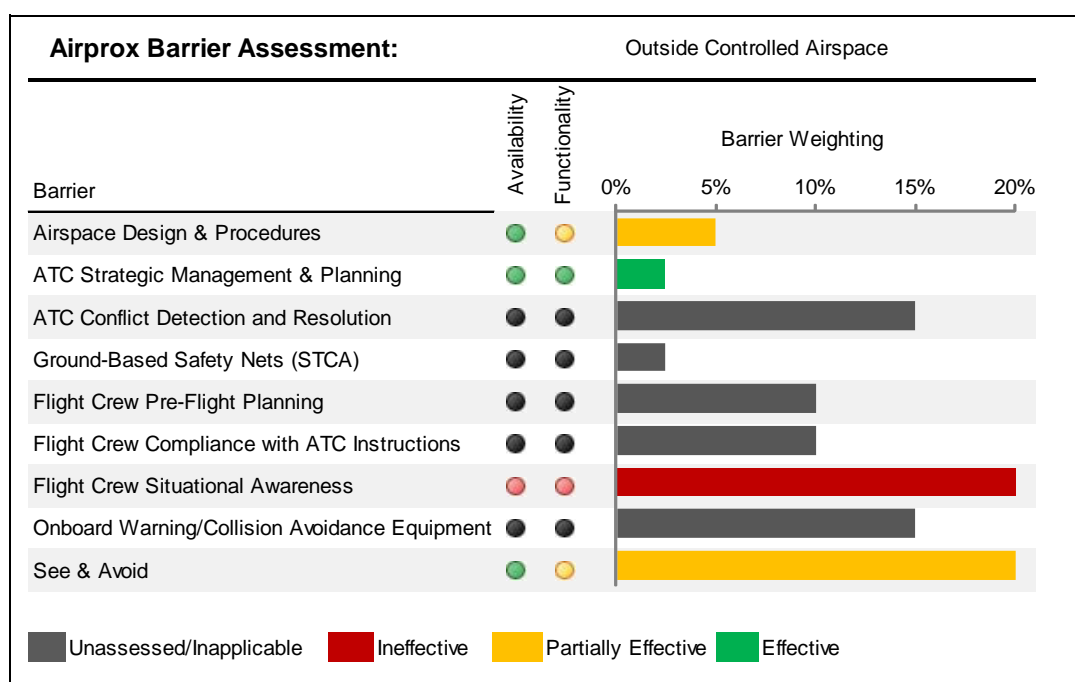 Airprox Barrier Assessment: Outside Controlled Airspace
Availability
Functionality
Barrier Weighting
Barrier
0% 5% 10% 15% 20%
Airspace Design & Procedures
ATC Strategic Management & Planning
ATC Conflict Detection and Resolution
Ground-Based Safety Nets (STCA)
Flight Crew Pre-Flight Planning
Flight Crew Compliance with ATC Instructions
Flight Crew Situational Awareness
Onboard Warning/Collision Avoidance Equipment
See & Avoid
Unassessed/Inapplicable Ineffective Partially Effective Effective